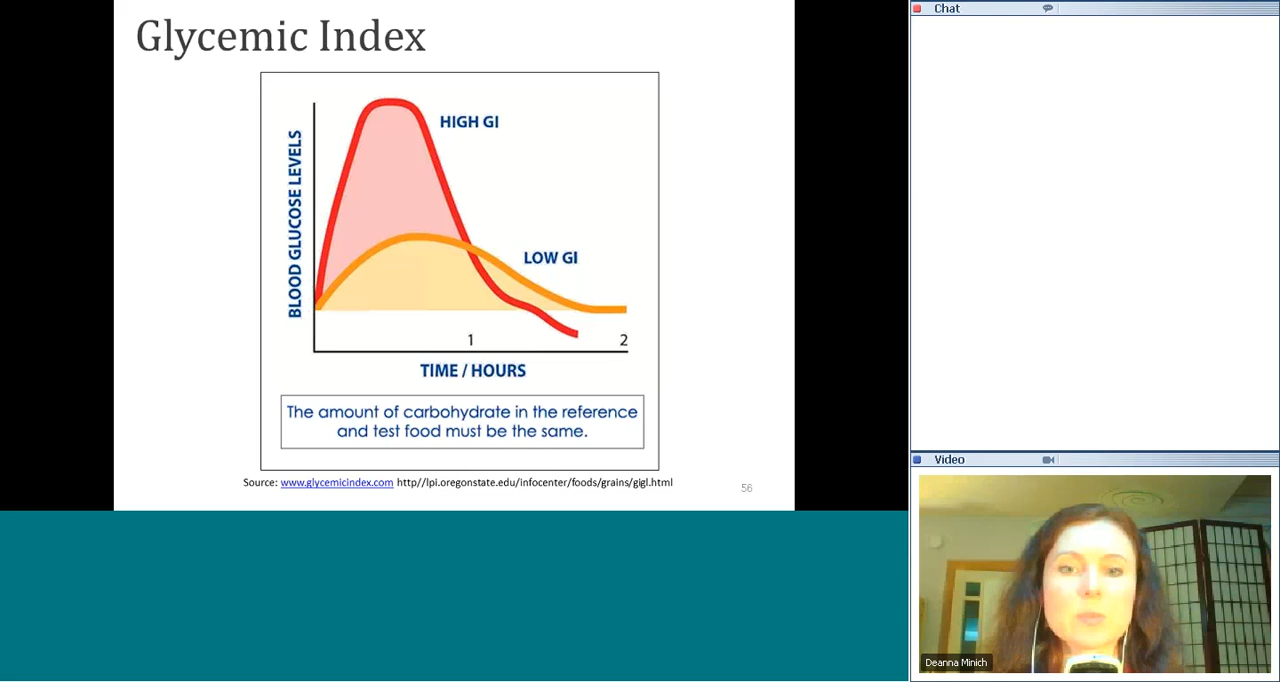 Glycemic Index
HIGH GI
LOW GI
BLOOD GLUCOSE LEVELS
1
2
TIME / HOURS
The amount of carbohydrate in the reference
and test food must be the same.
Source: www.glycemicindex.com http//lpi.oregonstate.edu/infocenter/foods/grains/gigl.html
56
Chat
Video
Deanna Minich